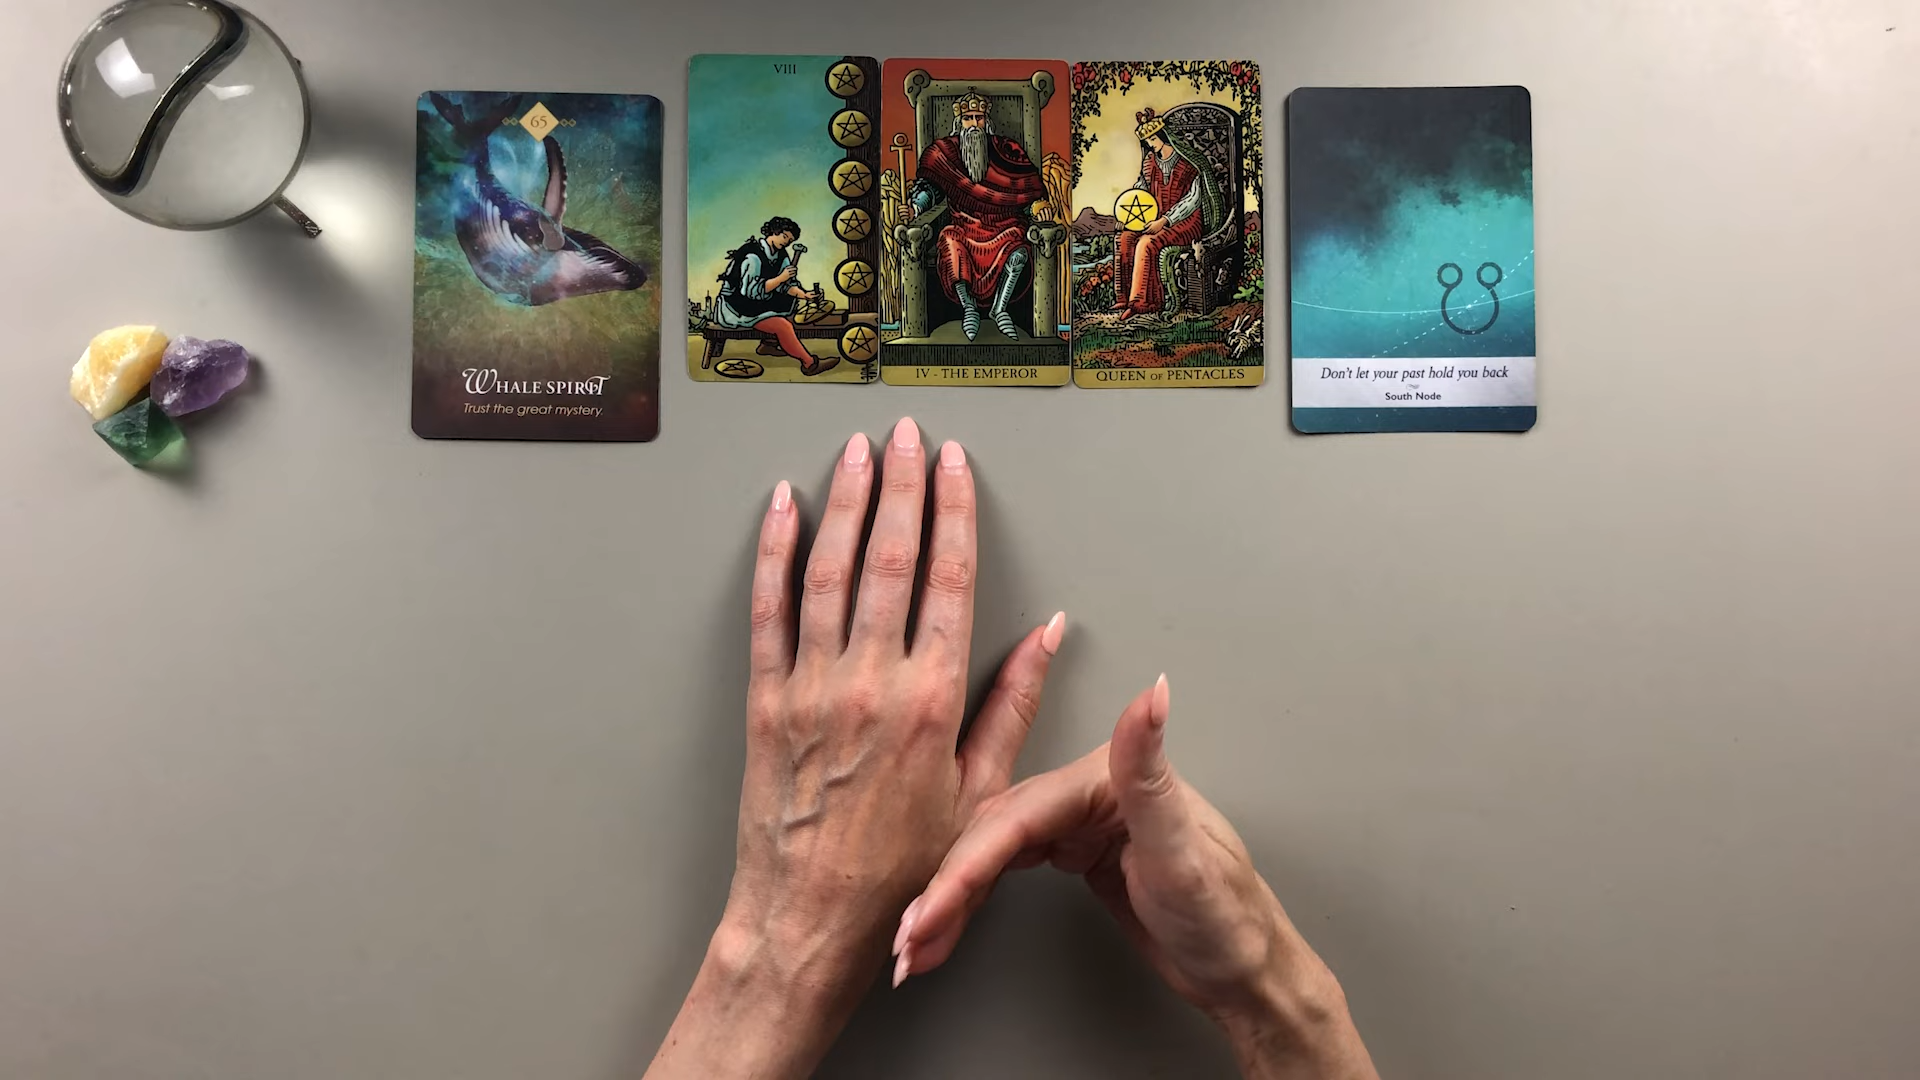 65
WHALE SPIRIT
Trust the great mystery.
VIII
IV - THE EMPEROR
QUEEN OF PENTACLES
Don't let your past hold you back
South Node